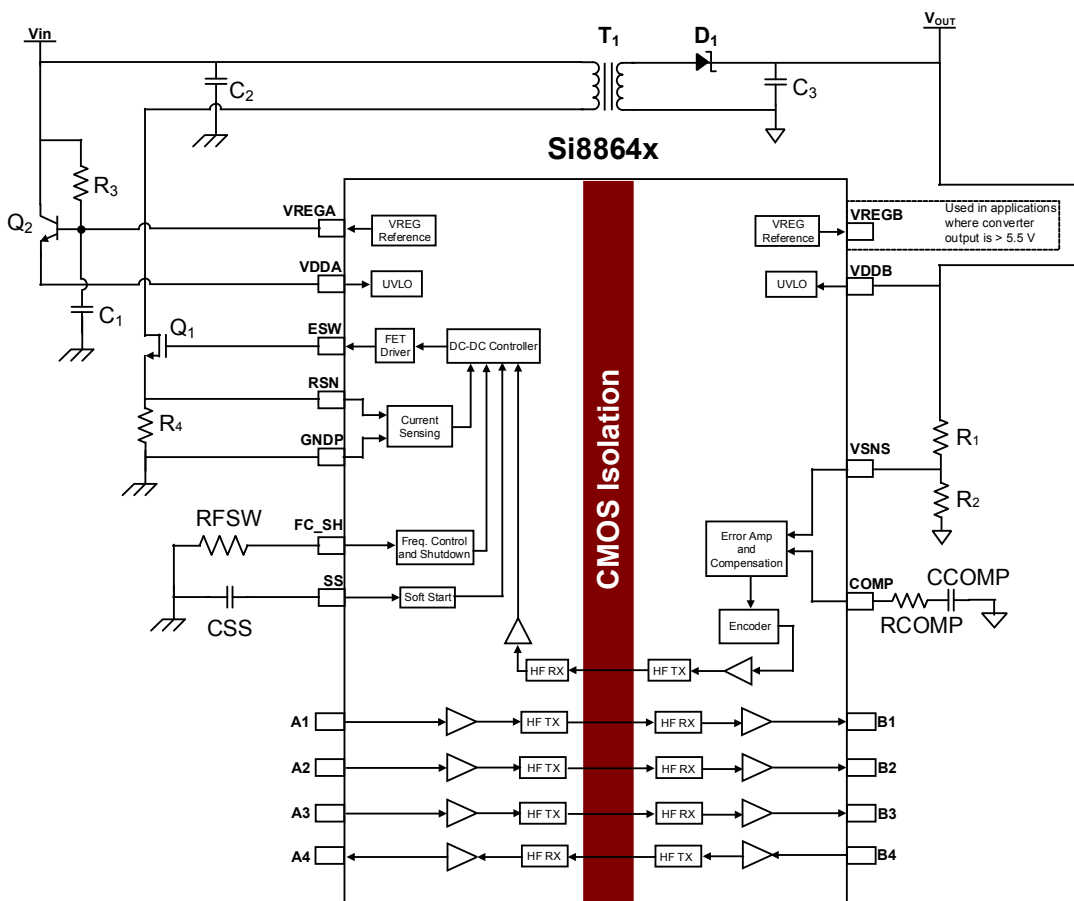 Vin
VOUT
T1
D1
C2
C3
Si8864x
R3
Q2
VREGA
VREG
Reference
VREG
Reference
VREGB
Used in applications
where converter
output is > 5.5 V
VDDA
UVLO
UVLO
VDDB
C1
Q1
ESW
FET
Driver
DC-DC Controller
RSN
R4
Current
Sensing
GNDP
CMOS Isolation
R1
VSNS
R2
RFSW
FC_SH
Freq. Control
and Shutdown
Error Amp
and
Compensation
SS
Soft Start
CSS
COMP
CCOMP
RCOMP
Encoder
HF RX
HF TX
A1
HF TX
HF RX
B1
A2
HF TX
HF RX
B2
A3
HF TX
HF RX
B3
A4
HF RX
HF TX
B4